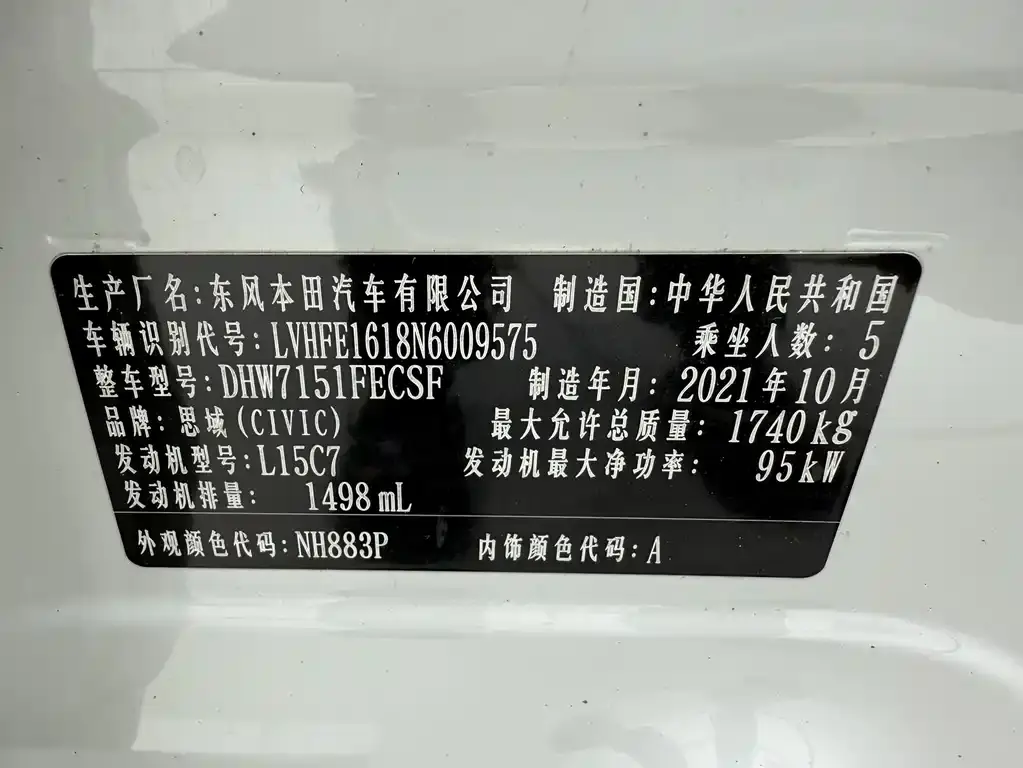 生产厂名:东风本田汽车有限公司 制造国:中华人民共和国
车辆识别代号:LVHFE1618N6009575 乘坐人数:5
整车型号:DHW7151FECSF 制造年月:2021年10月
品牌:思域(CIVIC) 最大允许总质量:1740kg
发动机型号:L15C7 发动机最大净功率:95kW
发动机排量: 1498mL
外观颜色代码:NH883P 内饰颜色代码:A